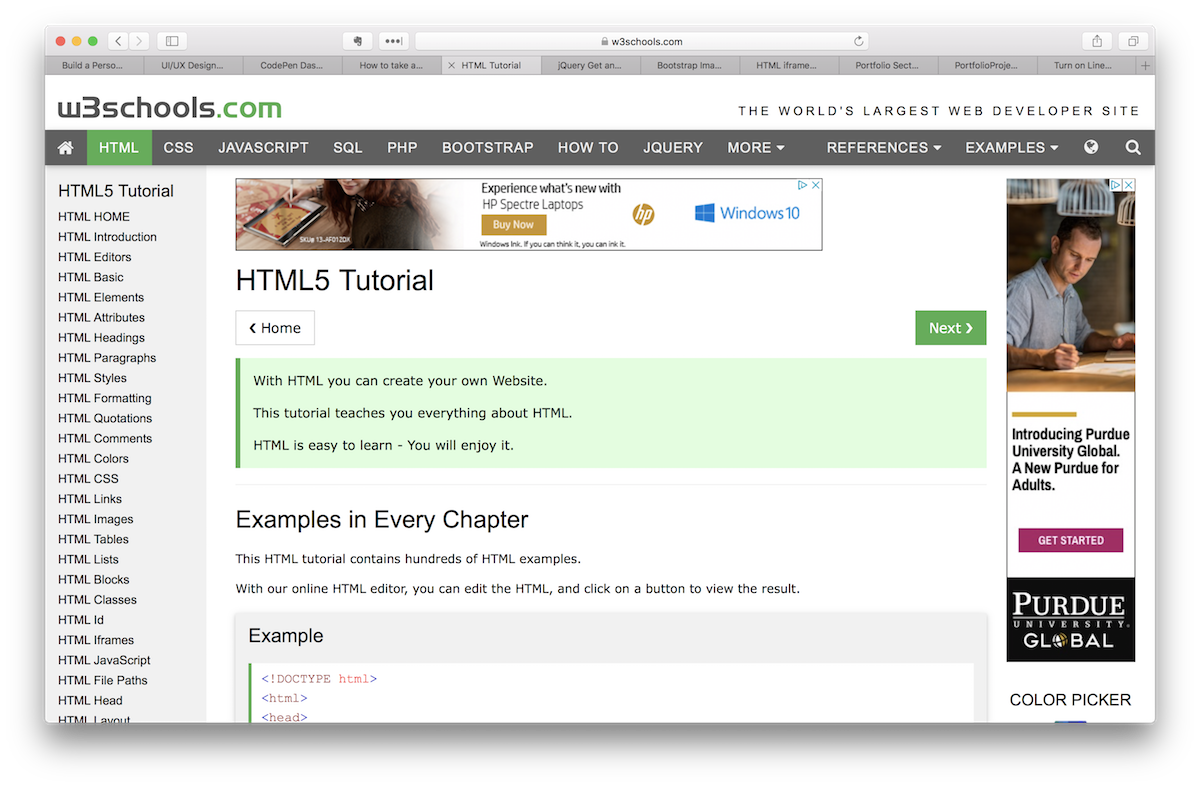 w3schools.com
Build a Perso...
UI/UX Design...
CodePen Das...
How to take a...
HTML Tutorial
jQuery Get an...
Bootstrap Ima...
HTML iframe...
Portfolio Sect...
PortfolioProje...
Turn on Line...
w3schools.com
THE WORLD'S LARGEST WEB DEVELOPER SITE
HTML
CSS
JAVASCRIPT
SQL
PHP
BOOTSTRAP
HOW TO
JQUERY
MORE
REFERENCES
EXAMPLES
HTML5 Tutorial
HTML HOME
HTML Introduction
HTML Editors
HTML Basic
HTML Elements
HTML Attributes
HTML Headings
HTML Paragraphs
HTML Styles
HTML Formatting
HTML Quotations
HTML Comments
HTML Colors
HTML CSS
HTML Links
HTML Images
HTML Tables
HTML Lists
HTML Blocks
HTML Classes
HTML Id
HTML Iframes
HTML JavaScript
HTML File Paths
HTML Head
HTML Layout
Experience what's new with
HP Spectre Laptops
Buy Now
SKU# 13-AF012DX
Windows Ink. If you can think it, you can ink it.
hp
Windows 10
HTML5 Tutorial
❮ Home
Next ❯
With HTML you can create your own Website.
This tutorial teaches you everything about HTML.
HTML is easy to learn - You will enjoy it.
Examples in Every Chapter
This HTML tutorial contains hundreds of HTML examples.
With our online HTML editor, you can edit the HTML, and click on a button to view the result.
Example
<!DOCTYPE html>
<html>
<head>
Introducing Purdue
University Global.
A New Purdue for
Adults.
GET STARTED
PURDUE
UNIVERSITY®
GLOBAL
COLOR PICKER